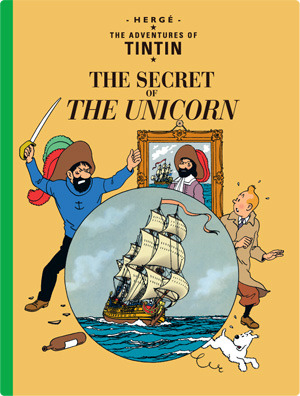 - HERGÉ -
★
THE ADVENTURES OF
TINTIN
★
THE SECRET
OF
THE UNICORN